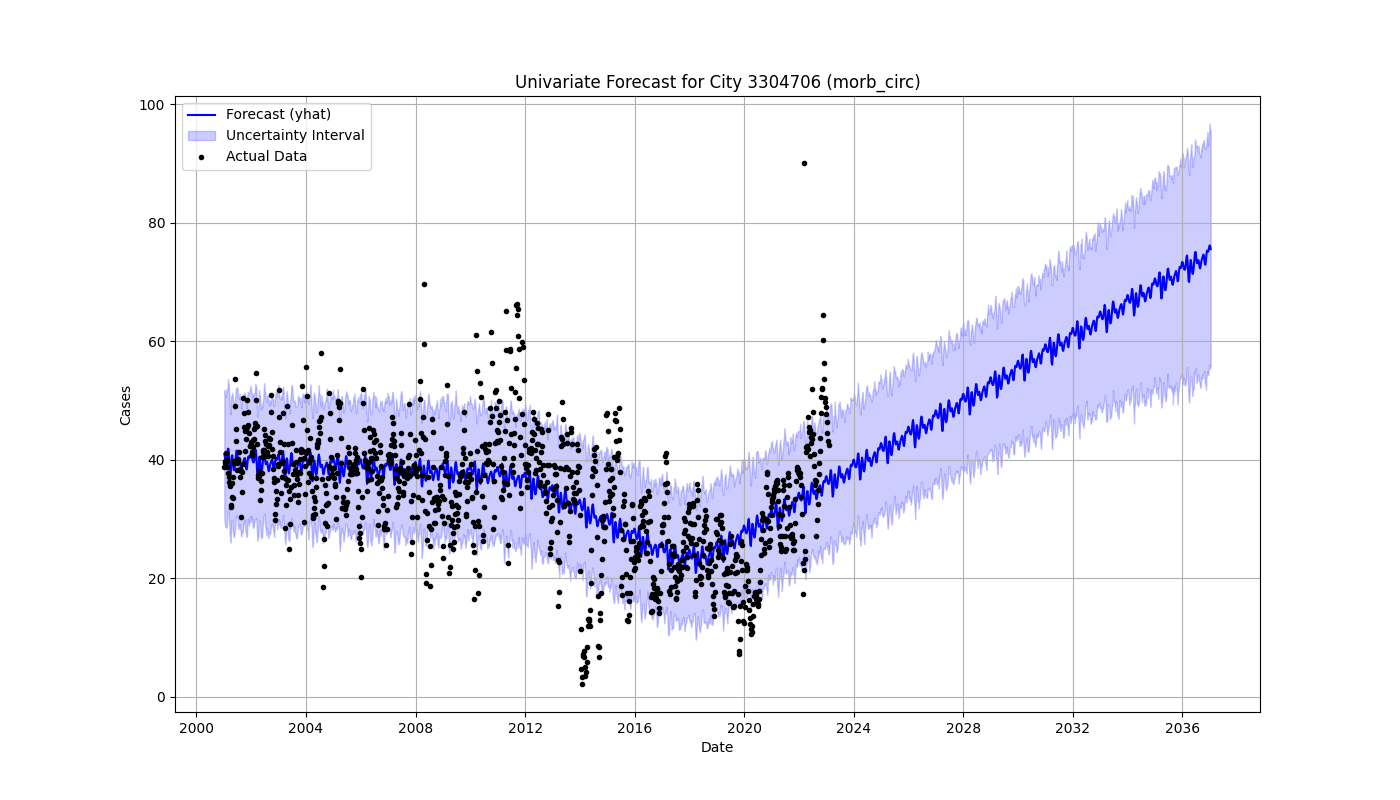 Univariate Forecast for City 3304706 (morb_circ)
Forecast (yhat)
Uncertainty Interval
Actual Data
Cases
100
80
60
40
20
0
2000 2004 2008 2012 2016 2020 2024 2028 2032 2036
Date